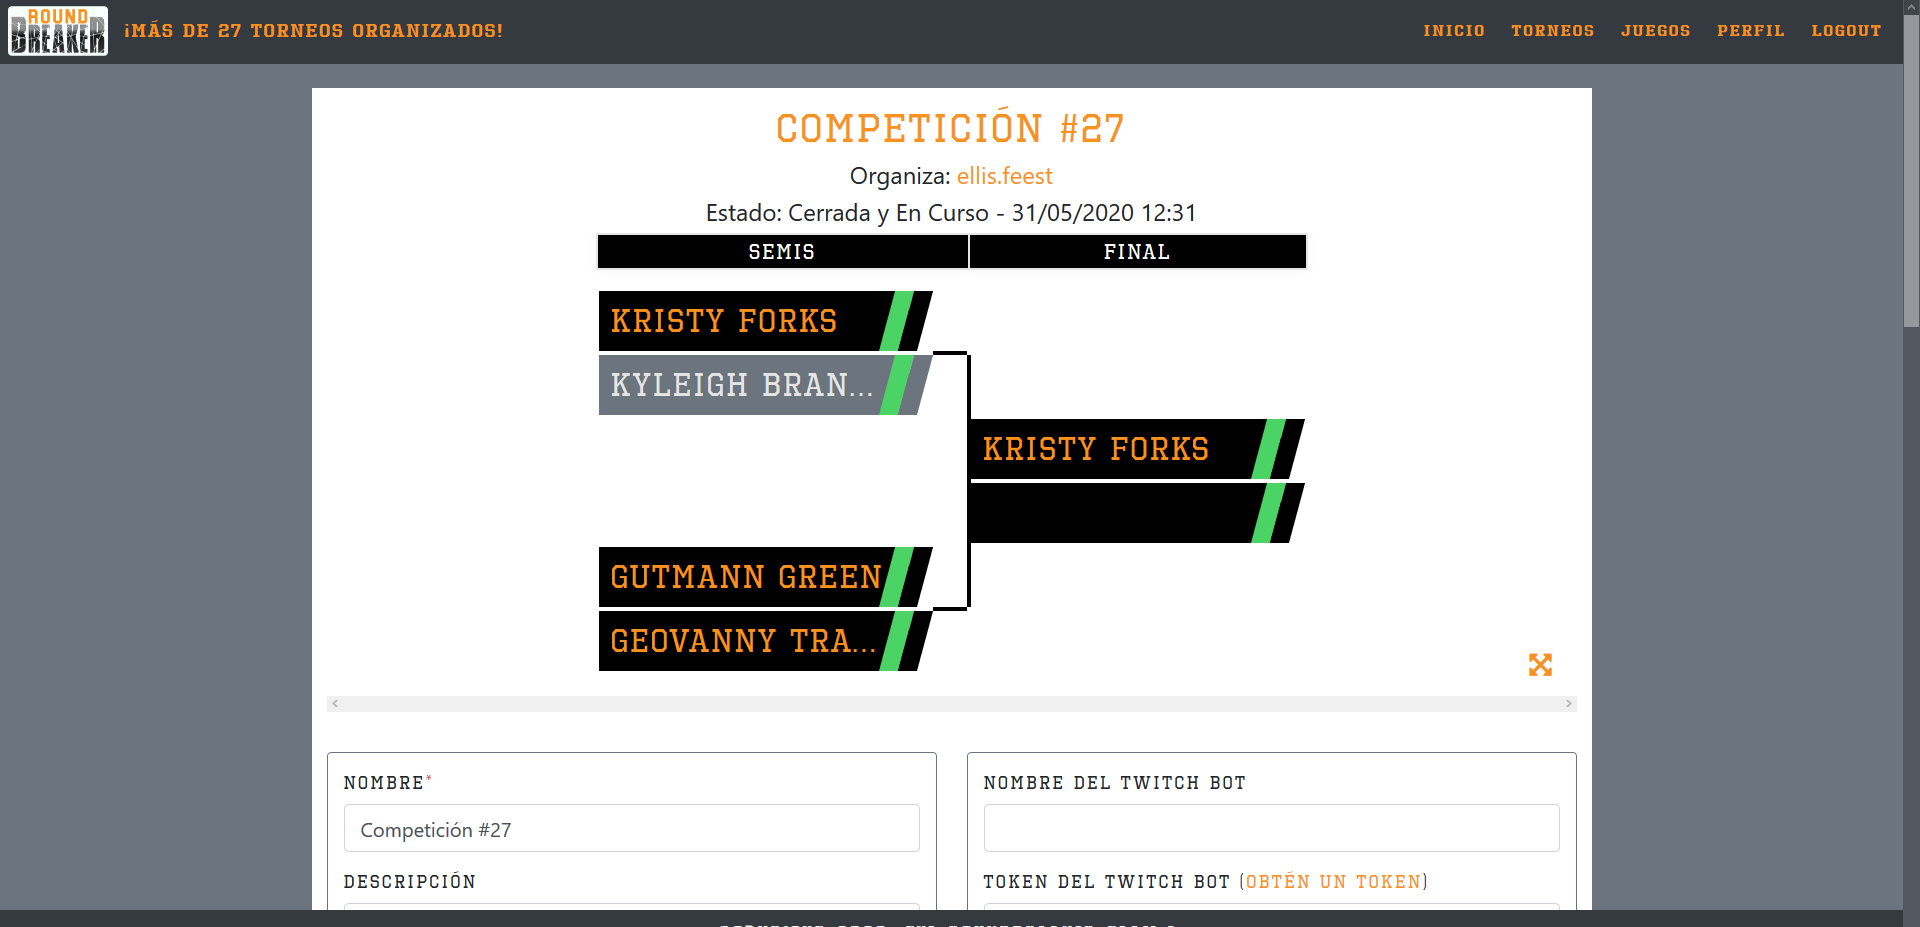 ROUND
BREAKER
¡MÁS DE 27 TORNEOS ORGANIZADOS!
INICIO TORNEOS JUEGOS PERFIL LOGOUT
COMPETICIÓN #27
Organiza: ellis.feest
Estado: Cerrada y En Curso - 31/05/2020 12:31
SEMIS FINAL
KRISTY FORKS
KYLEIGH BRAN...
KRISTY FORKS
GUTMANN GREEN
GEOVANNY TRA...
NOMBRE*
Competición #27
DESCRIPCIÓN
NOMBRE DEL TWITCH BOT
TOKEN DEL TWITCH BOT (OBTÉN UN TOKEN)